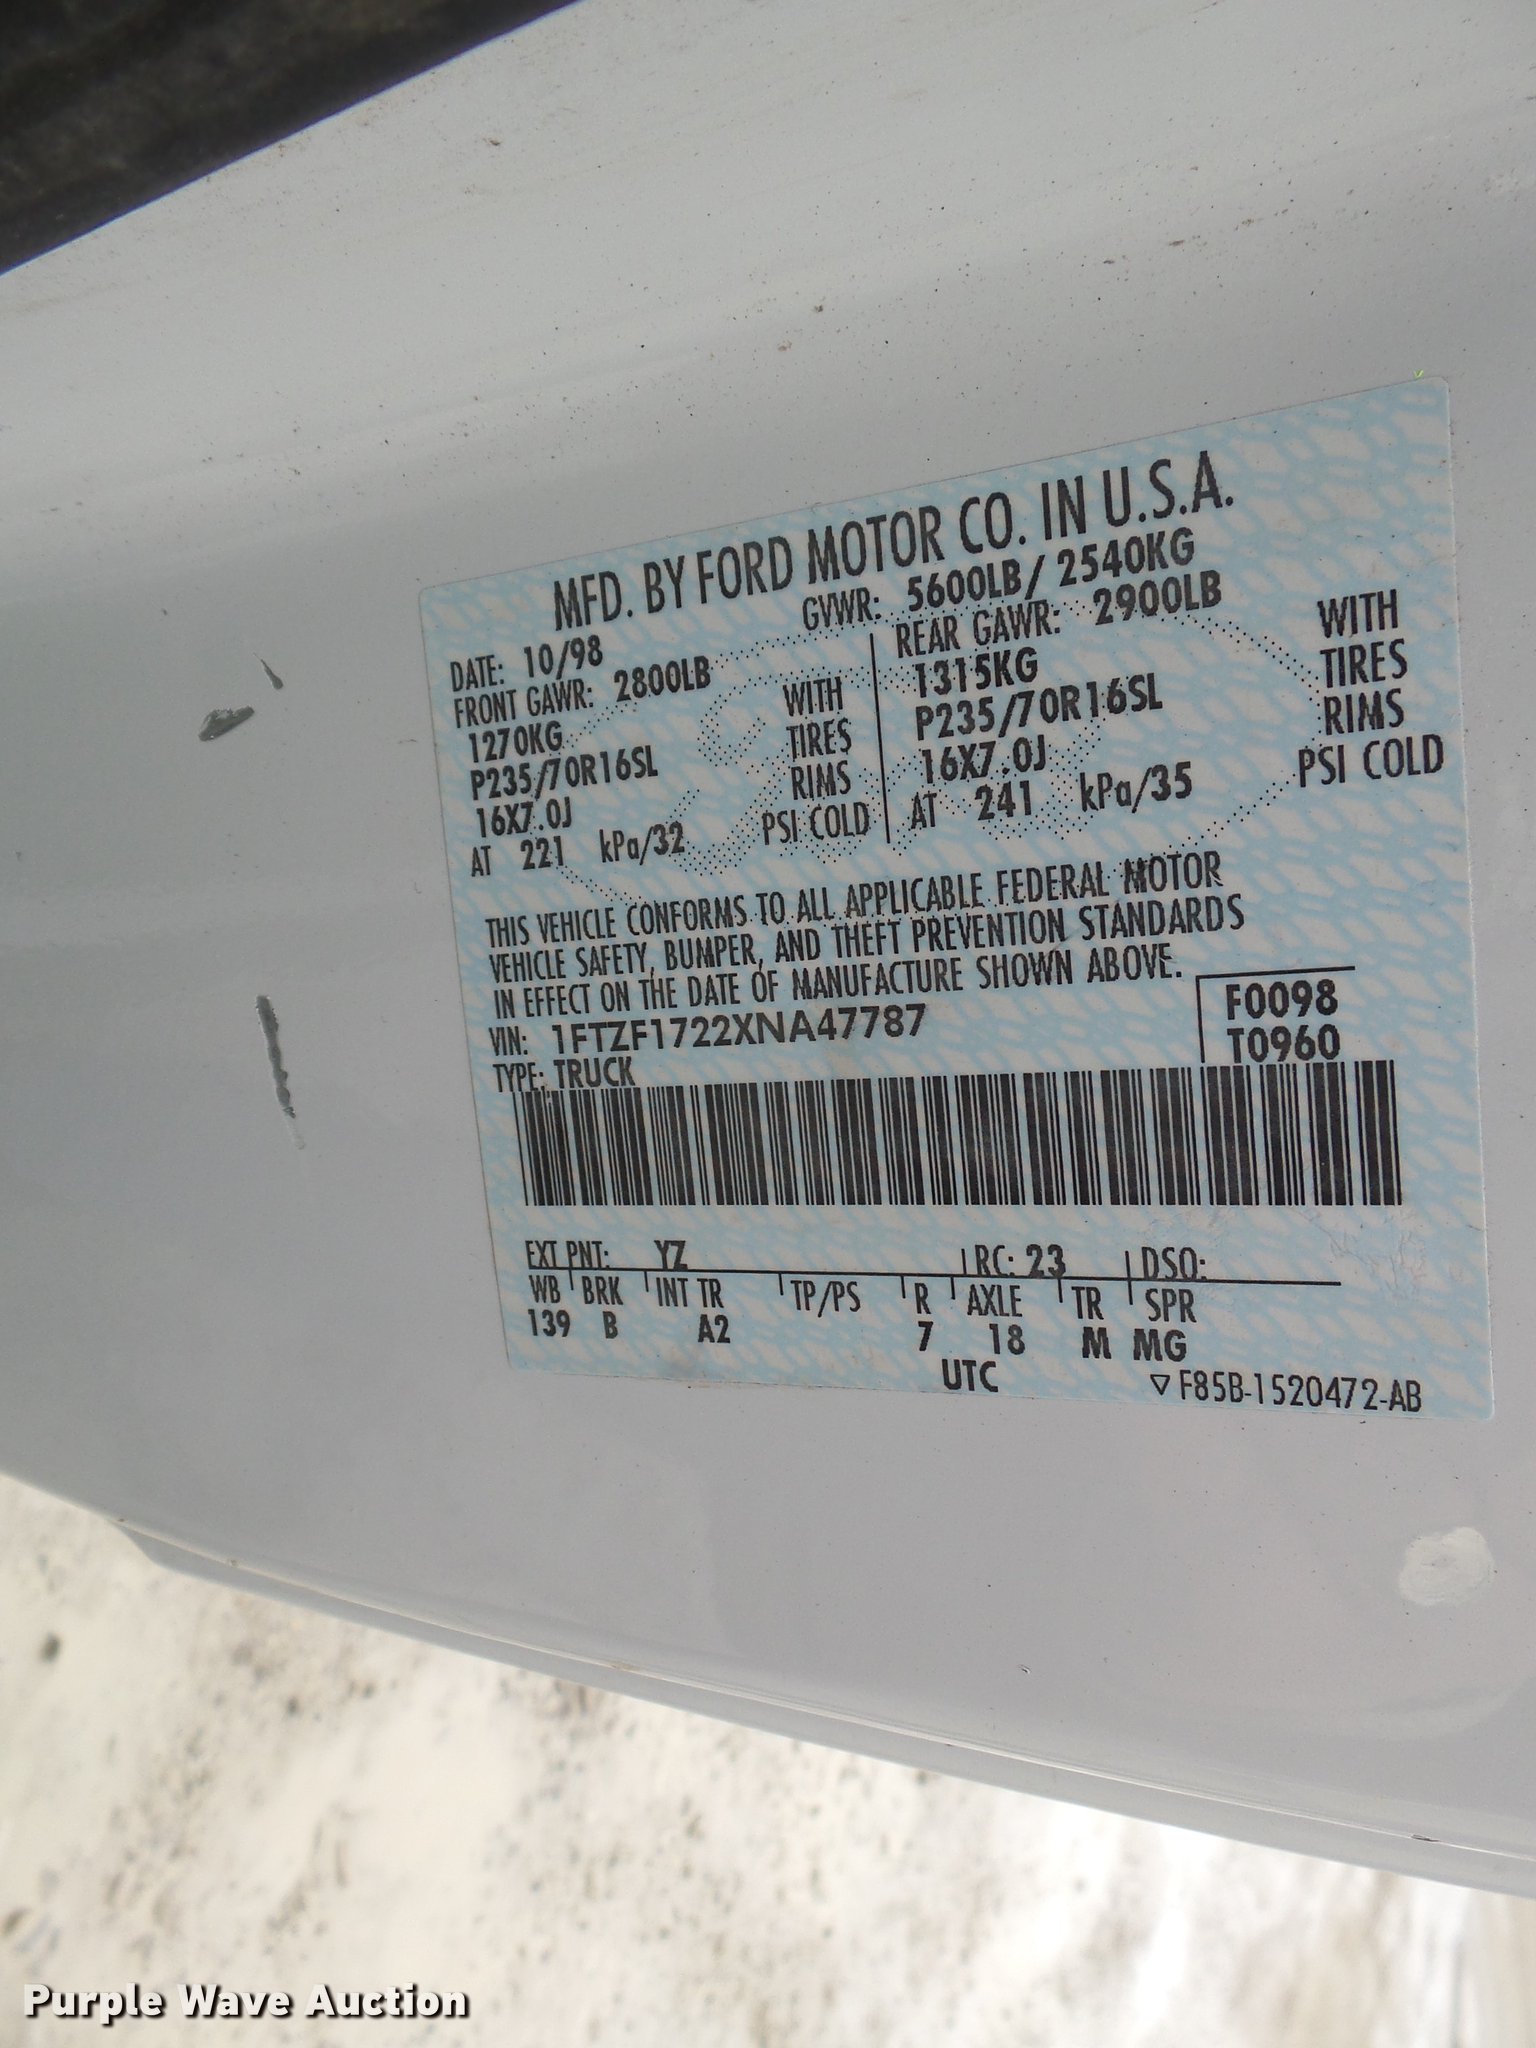 MFD. BY FORD MOTOR CO. IN U.S.A.
DATE: 10/98 GVWR: 5600LB/ 2540KG
FRONT GAWR: 2800LB REAR GAWR: 2900LB
1270KG WITH 1315KG WITH
P235/70R16SL TIRES P235/70R16SL TIRES
16X7.0J RIMS 16X7.0J RIMS
AT 221 kPa/32 PSI COLD AT 241 kPa/35 PSI COLD
THIS VEHICLE CONFORMS TO ALL APPLICABLE FEDERAL MOTOR
VEHICLE SAFETY, BUMPER, AND THEFT PREVENTION STANDARDS
IN EFFECT ON THE DATE OF MANUFACTURE SHOWN ABOVE.
VIN: 1FTZF1722XNA47787 F0098
TYPE: TRUCK T0960
EXT PNT: YZ RC: 23 DSO:
WB BRK INT TR TP/PS R AXLE TR SPR
139 B A2 7 18 M MG
UTC ▽ F85B-1520472-AB
Purple Wave Auction